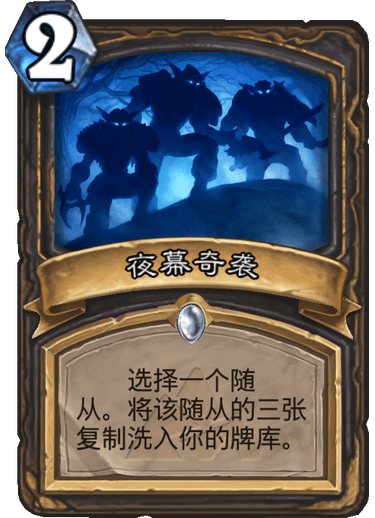 2
夜幕奇袭
选择一个随
从。将该随从的三张
复制洗入你的牌库。